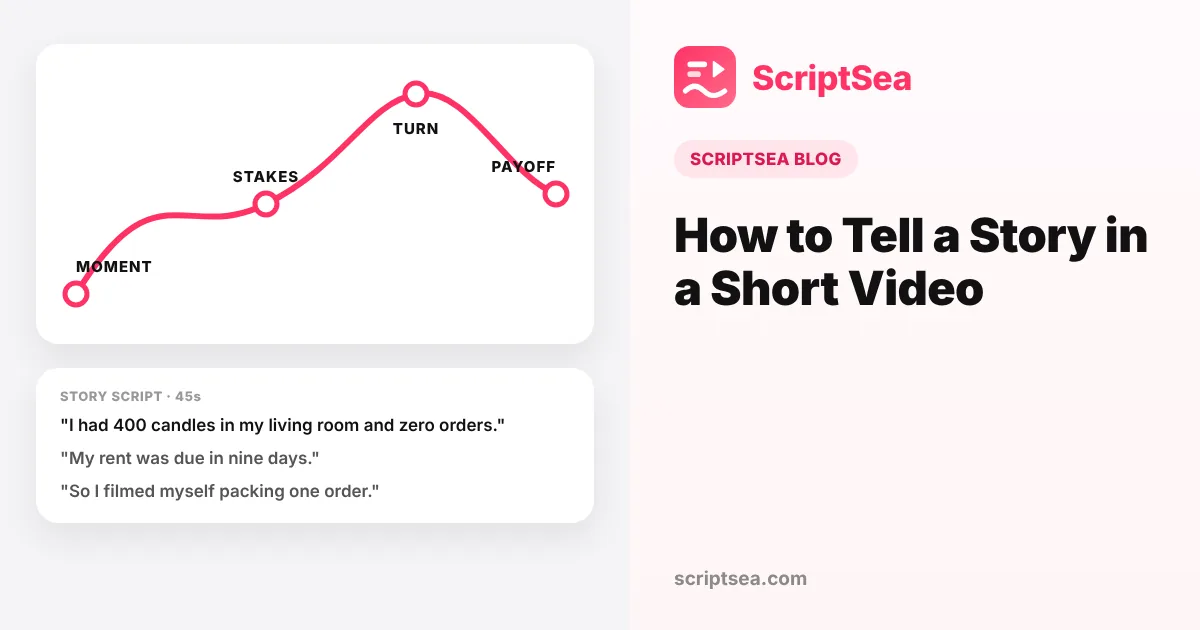 MOMENT
STAKES
TURN
PAYOFF
STORY SCRIPT · 45s
"I had 400 candles in my living room and zero orders."
"My rent was due in nine days."
"So I filmed myself packing one order."
ScriptSea
SCRIPTSEA BLOG
How to Tell a Story in
a Short Video
scriptsea.com